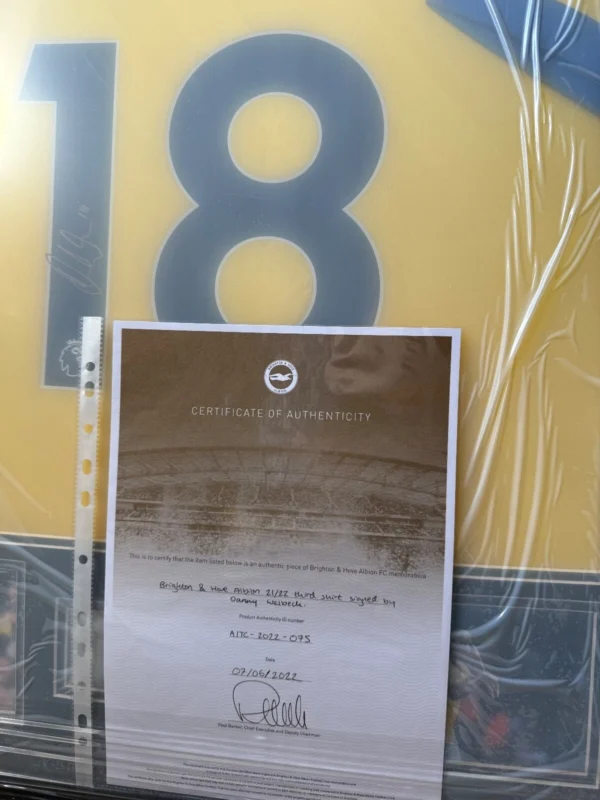 18
CERTIFICATE OF AUTHENTICITY
This is to certify that the item listed below is an authentic piece of Brighton & Hove Albion FC memorabilia
Brighton & Hove Albion 21/22 third shirt signed by
Danny Welbeck.
Product Authenticity ID number
AITC-2022-075
Date
07/06/2022
Paul Barber, Chief Executive and Deputy Chairman